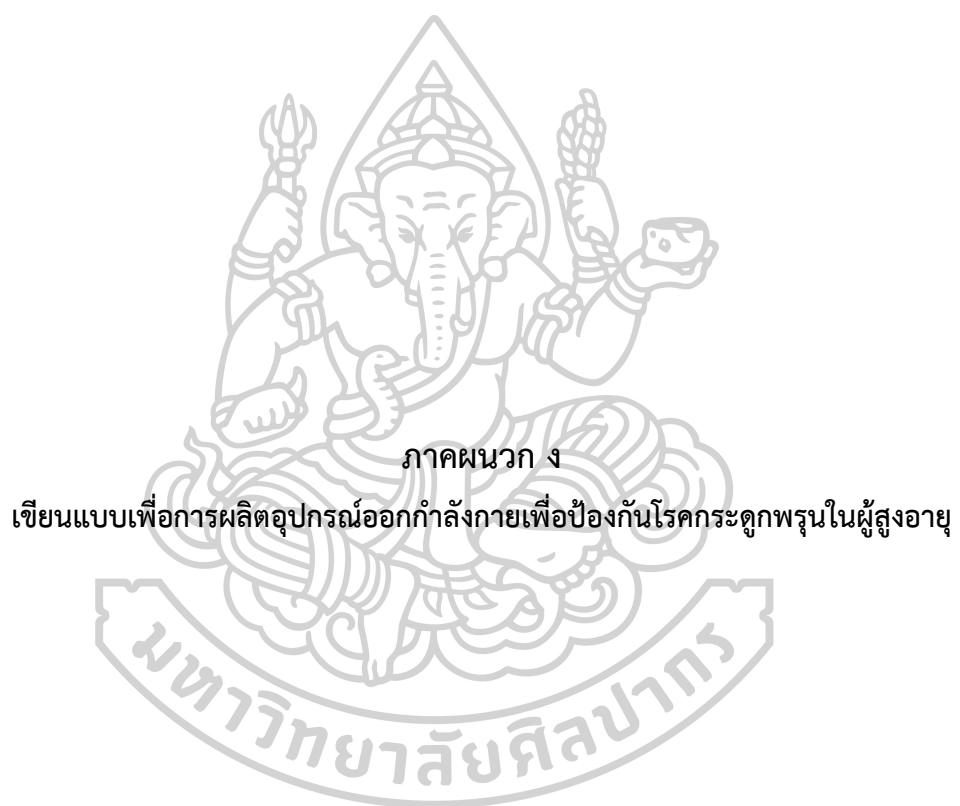 ภาคผนวก ง
เขียนแบบเพื่อการผลิตอุปกรณ์ออกกำลังกายเพื่อป้องกันโรคกระดูกพรุนในผู้สูงอายุ
มหาวิทยาลัยศิลปากร